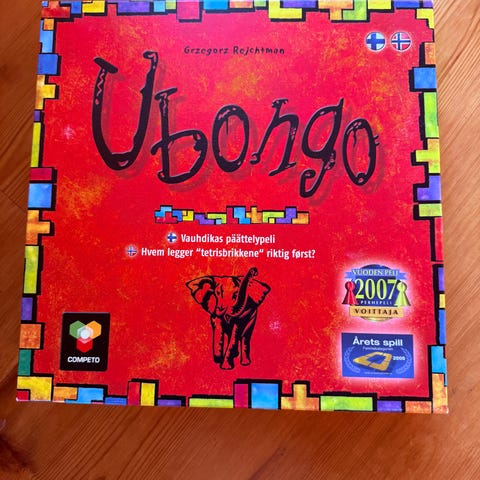 Grzegorz Rejchtman
Ubongo
Vauhdikas päättelypeli
Hvem legger "tetrisbrikkene" riktig først?
VUODEN PELI
2007
PERHEPELI
VOITTAJA
Årets spill
Familiekategorien
2005
COMPETO